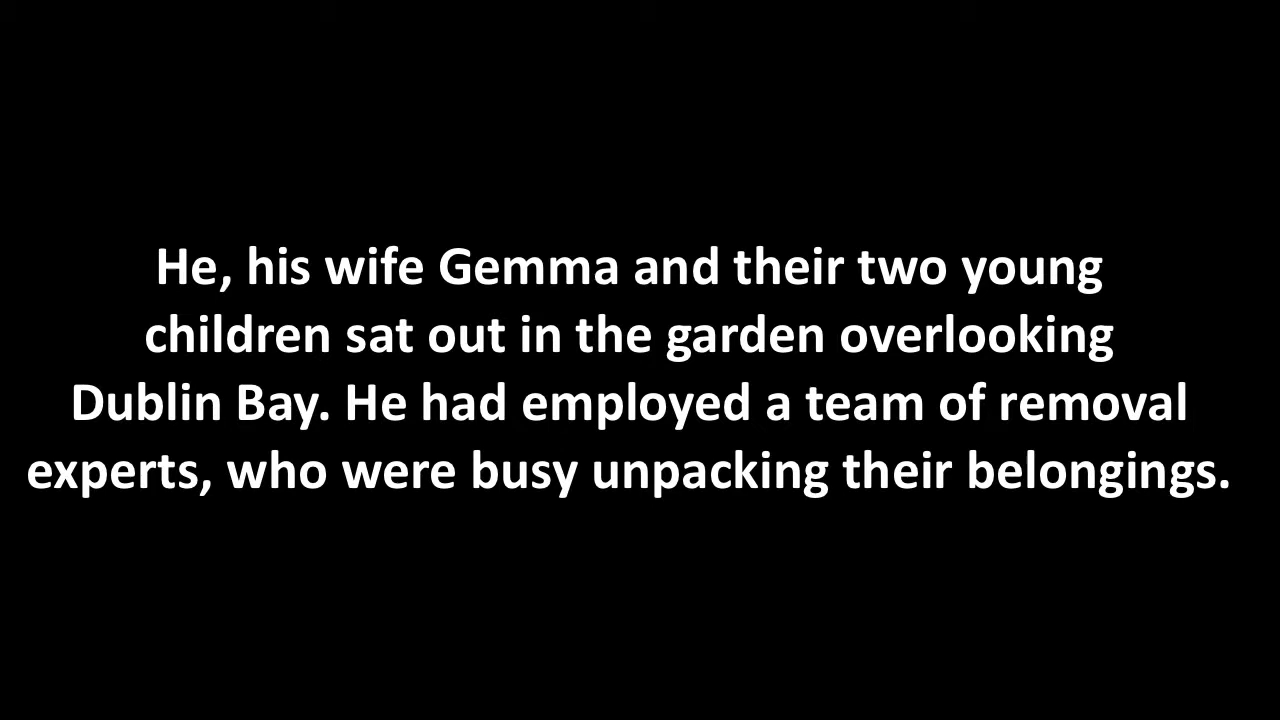 He, his wife Gemma and their two young
children sat out in the garden overlooking
Dublin Bay. He had employed a team of removal
experts, who were busy unpacking their belongings.